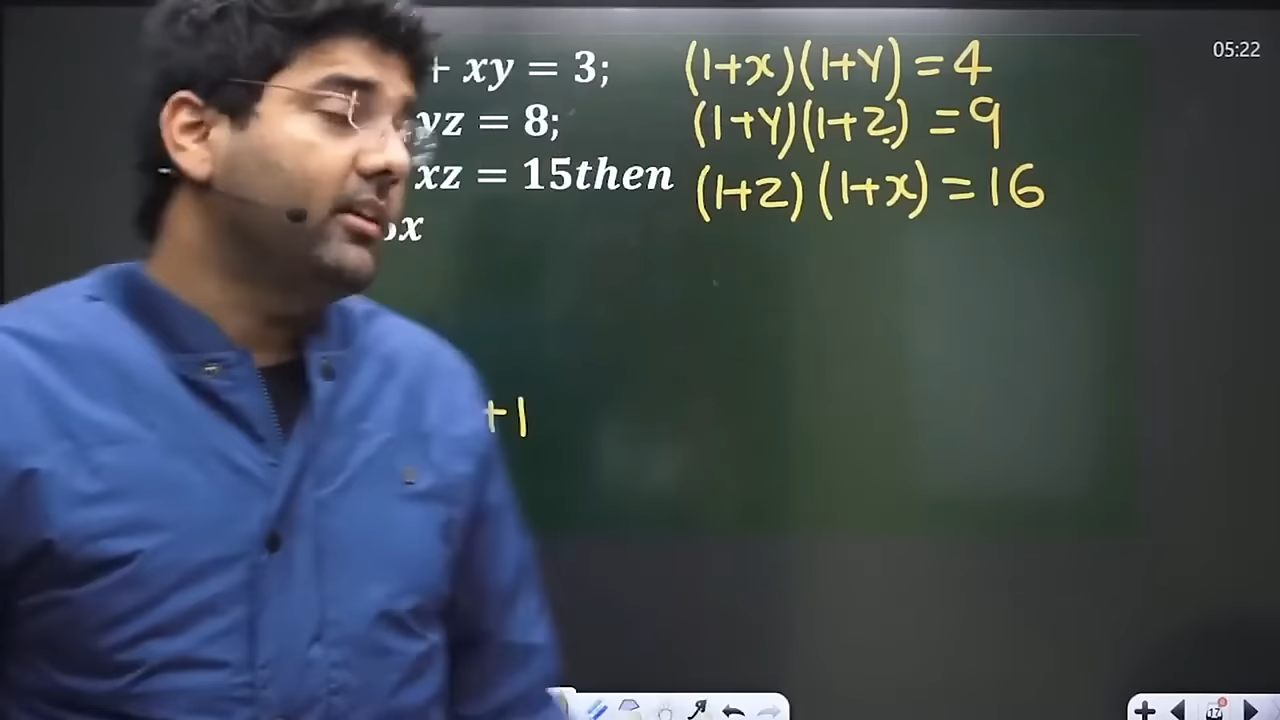 + xy = 3; (1+x)(1+y) = 4
05:22
yz = 8; (1+y)(1+z) = 9
xz = 15then (1+z)(1+x) = 16
x
+1